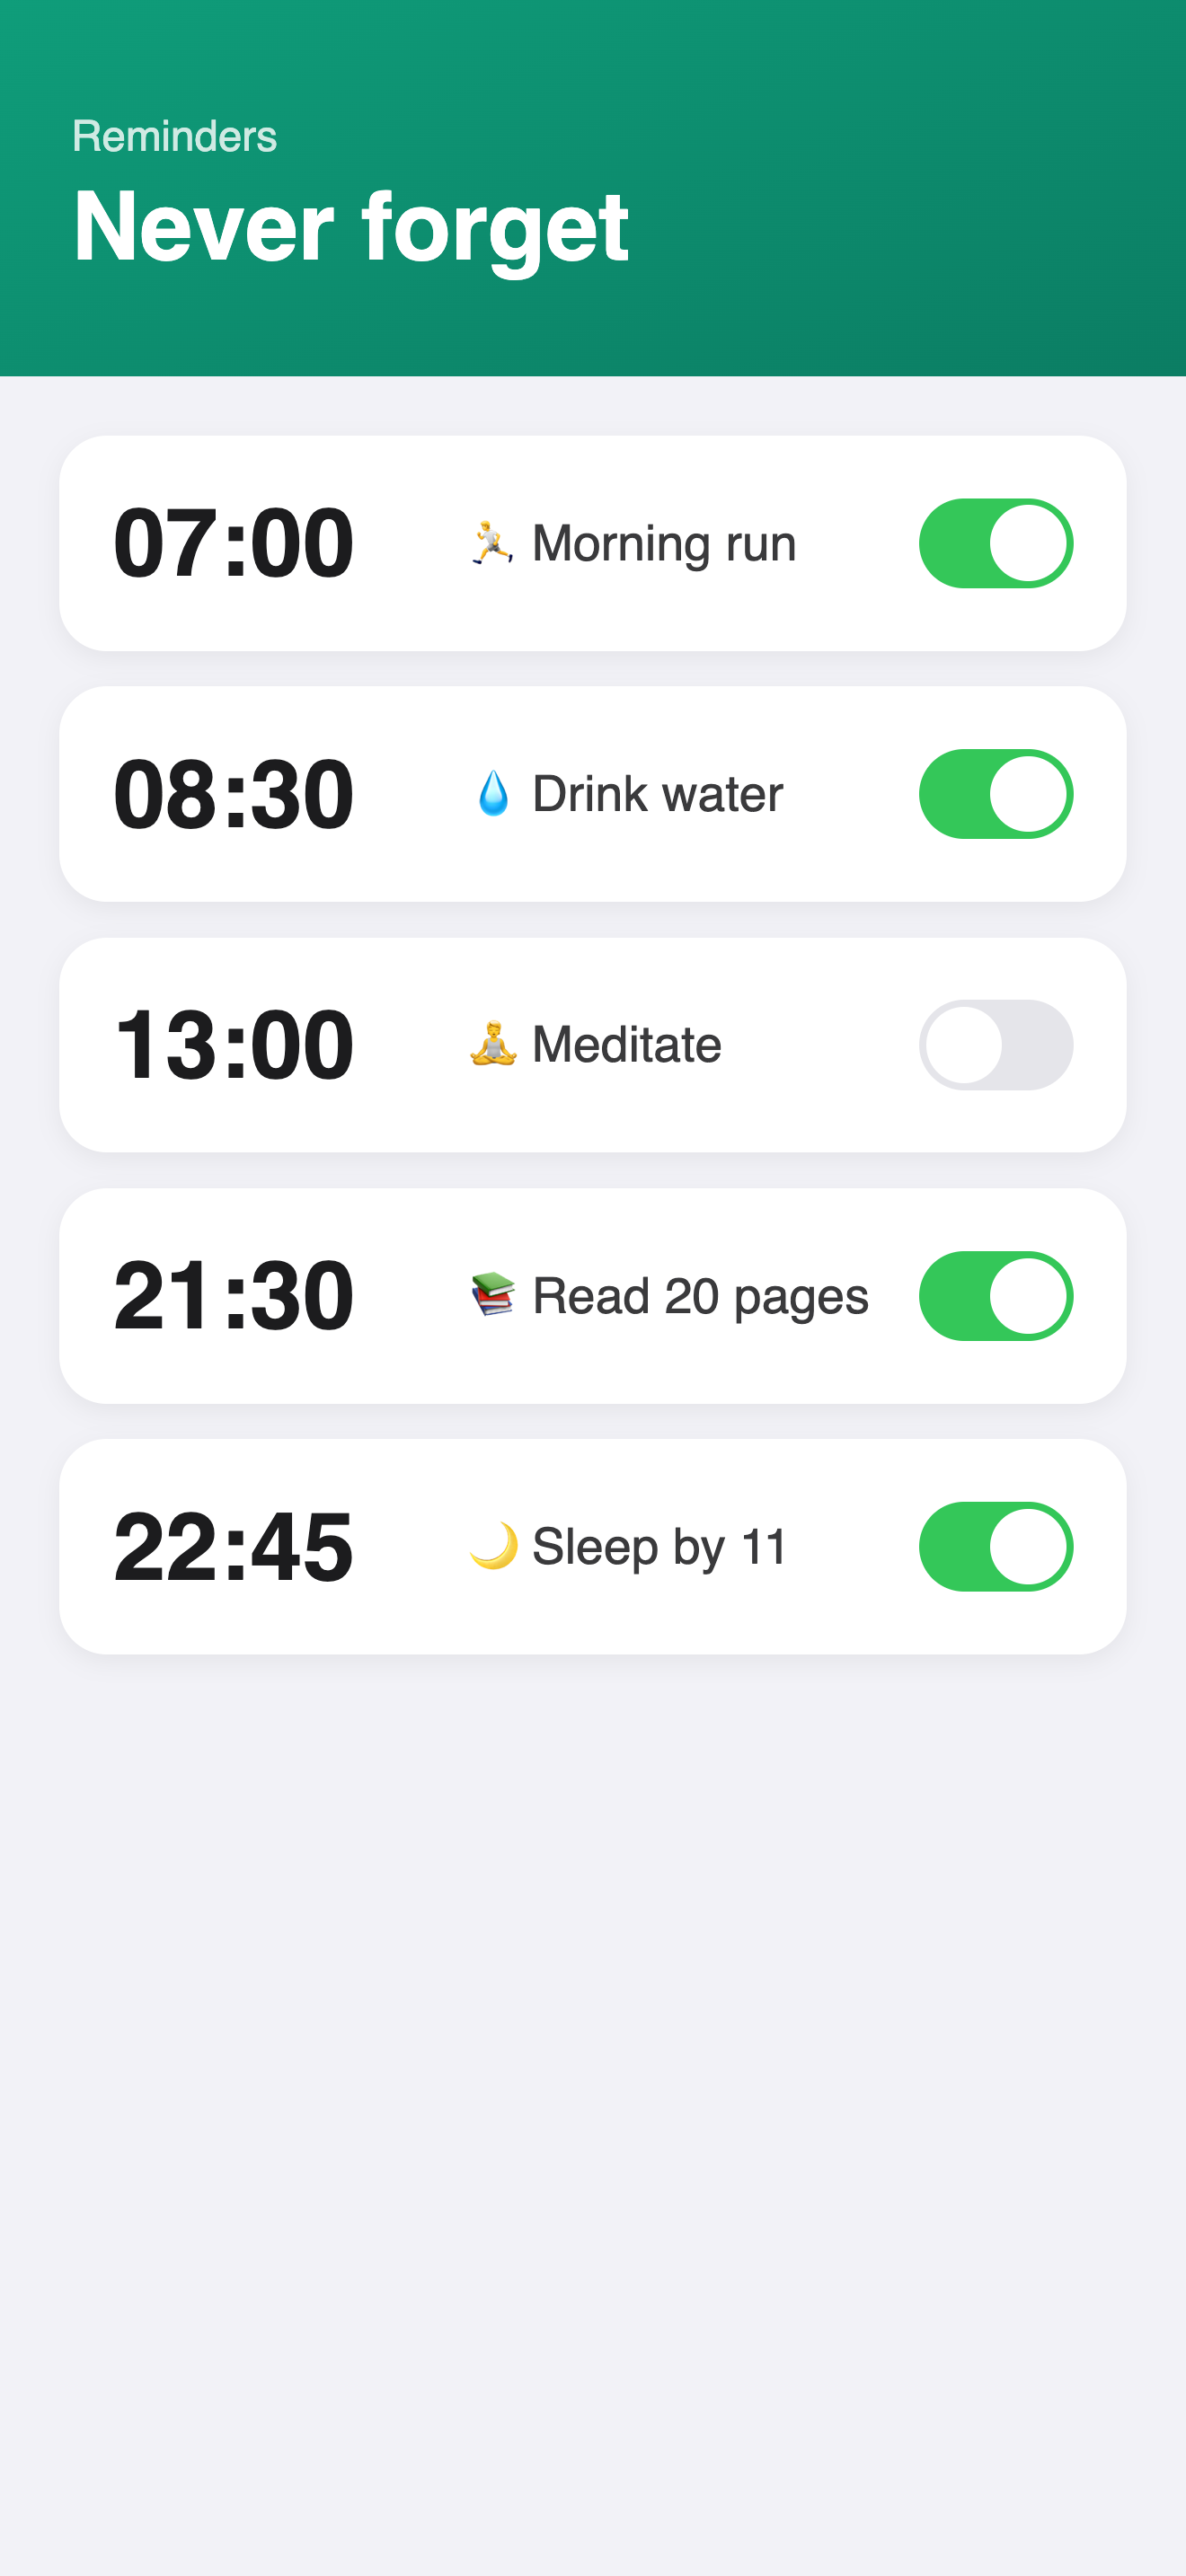 Reminders
Never forget
07:00 🏃 Morning run
08:30 💧 Drink water
13:00 🧘 Meditate
21:30 📚 Read 20 pages
22:45 🌙 Sleep by 11